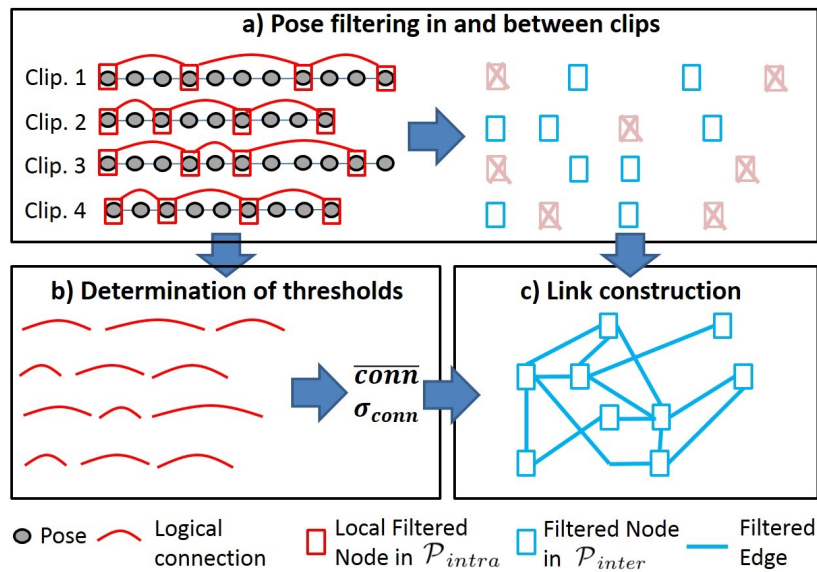 a) Pose filtering in and between clips
Clip. 1
Clip. 2
Clip. 3
Clip. 4
b) Determination of thresholds
c) Link construction
conn
σconn
Pose
Logical
connection
Local Filtered
Node in 𝒫intra
Filtered Node
in 𝒫inter
Filtered
Edge